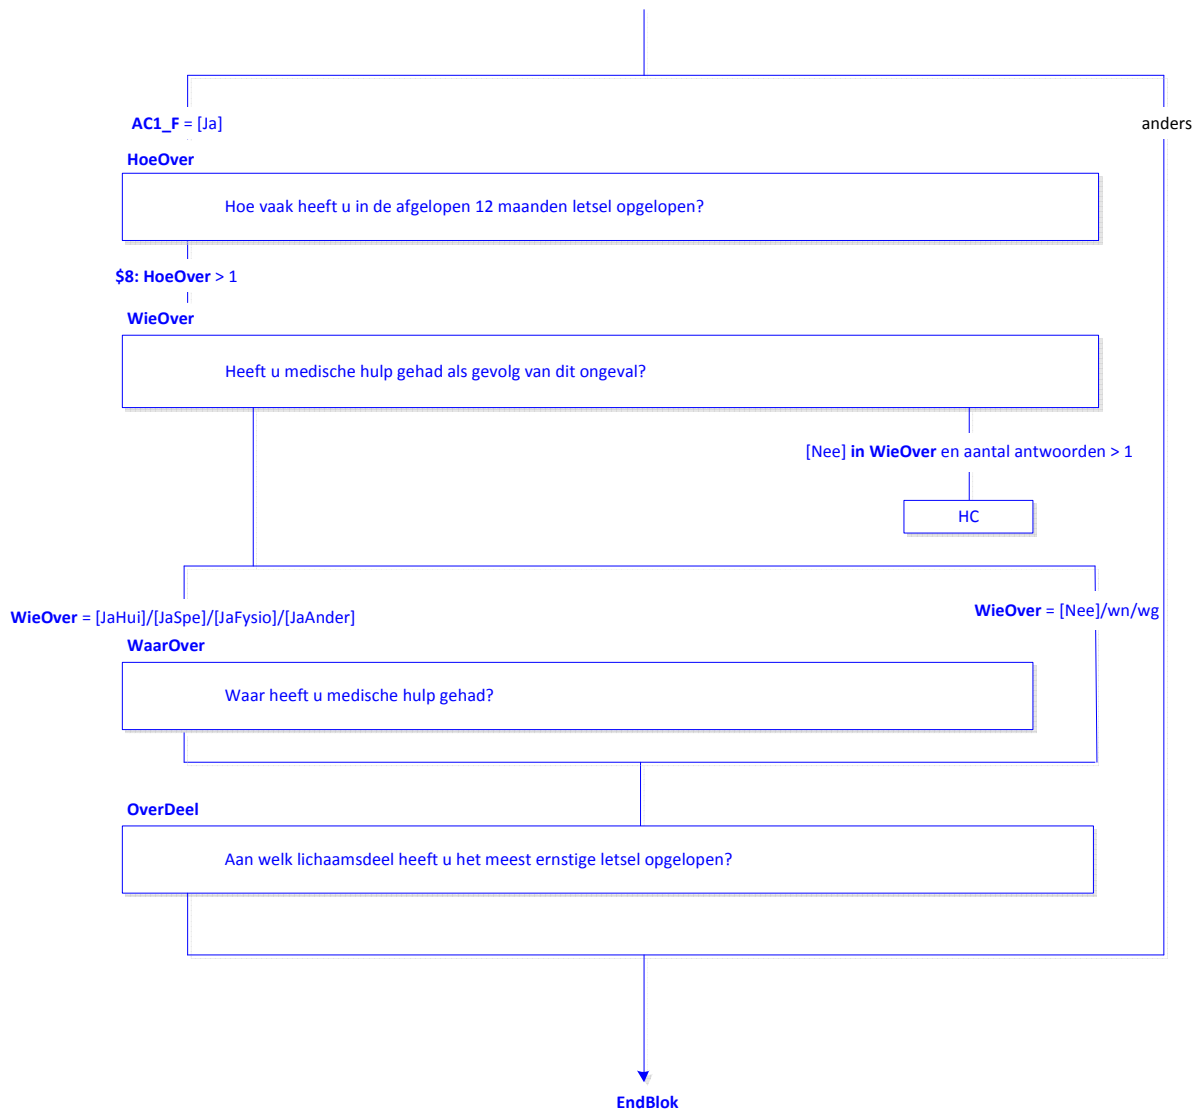 AC1_F = [Ja]
anders
HoeOver
Hoe vaak heeft u in de afgelopen 12 maanden letsel opgelopen?
$8: HoeOver > 1
WieOver
Heeft u medische hulp gehad als gevolg van dit ongeval?
[Nee] in WieOver en aantal antwoorden > 1
HC
WieOver = [JaHui]/[JaSpe]/[JaFysio]/[JaAnder]
WieOver = [Nee]/wn/wg
WaarOver
Waar heeft u medische hulp gehad?
OverDeel
Aan welk lichaamsdeel heeft u het meest ernstige letsel opgelopen?
EndBlok